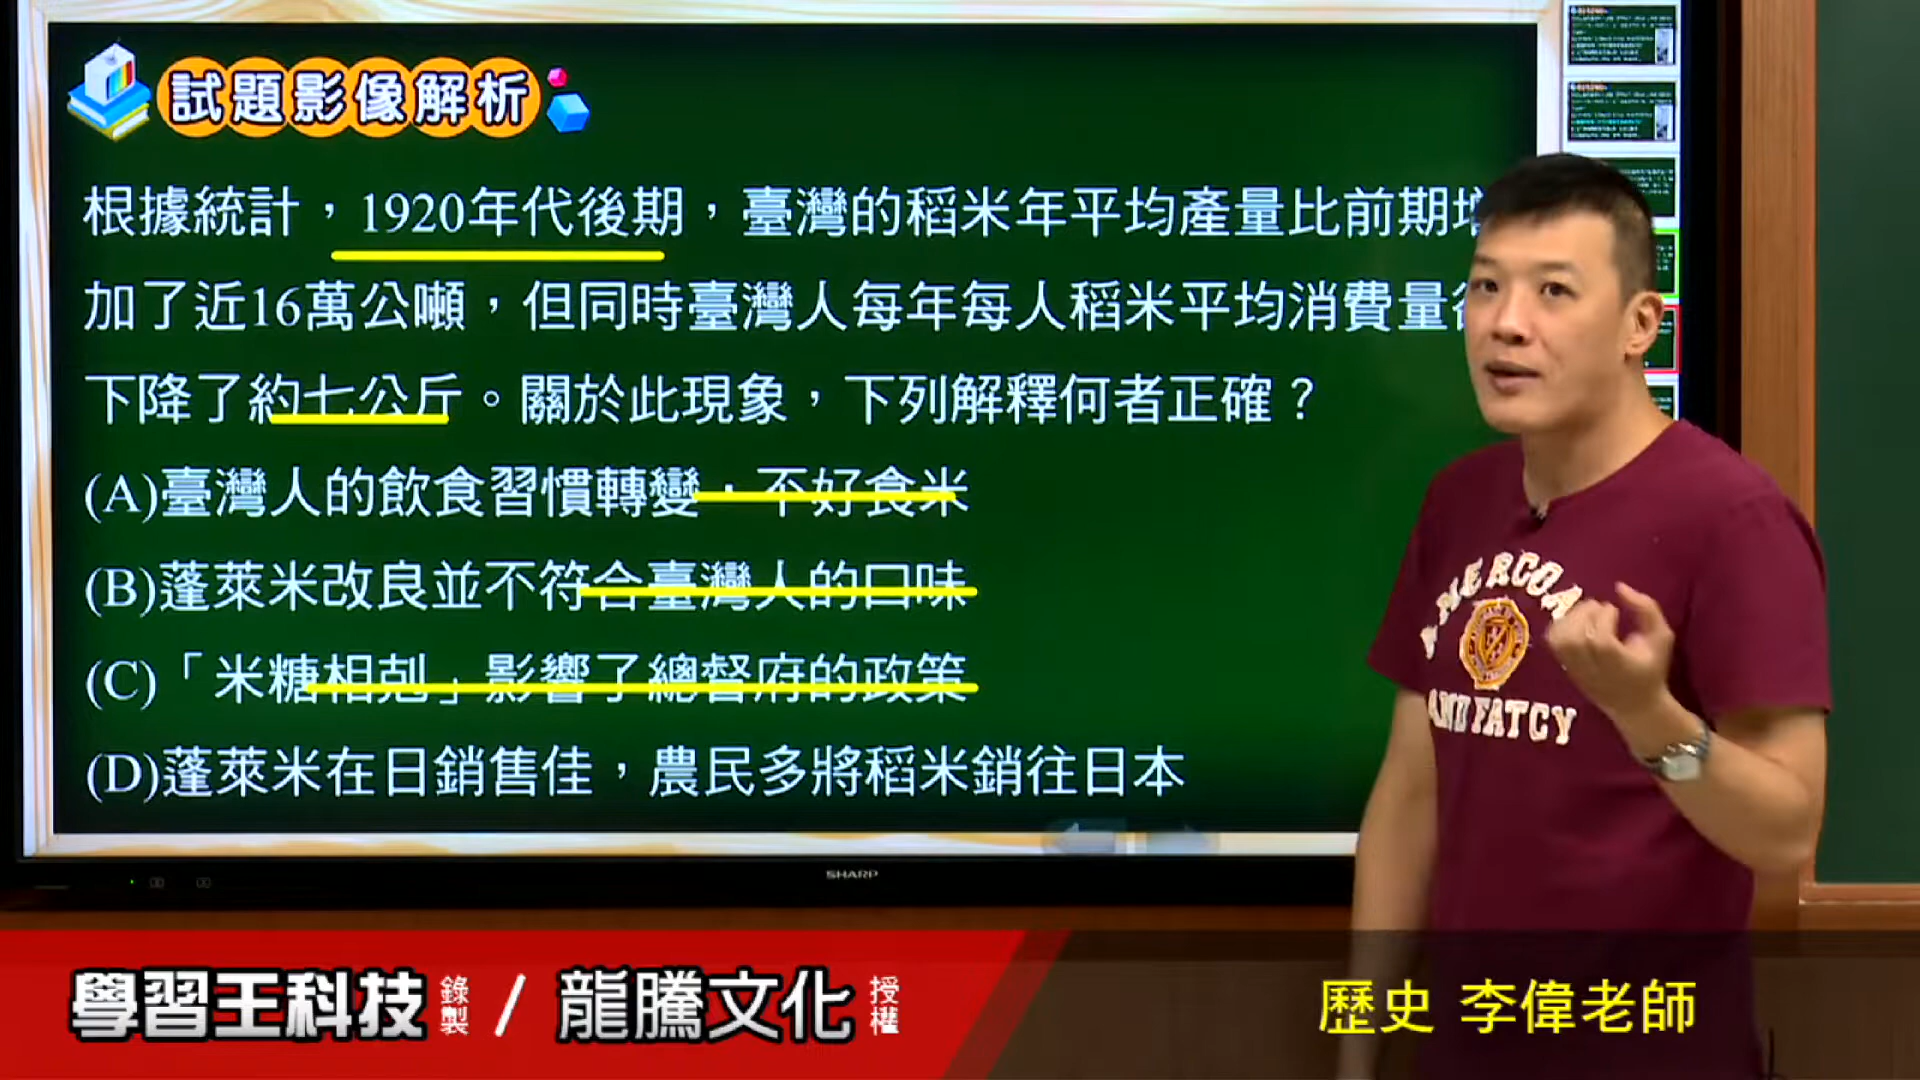 試題影像解析
根據統計，1920年代後期，臺灣的稻米年平均產量比前期增
加了近16萬公噸，但同時臺灣人每年每人稻米平均消費量
下降了約七公斤。關於此現象，下列解釋何者正確？
(A)臺灣人的飲食習慣轉變，不好食米
(B)蓬萊米改良並不符合臺灣人的口味
(C)「米糖相剋」影響了總督府的政策
(D)蓬萊米在日銷售佳，農民多將稻米銷往日本
SHARP
AND FATCY
學習王科技 錄製 / 龍騰文化 授權
歷史 李偉老師